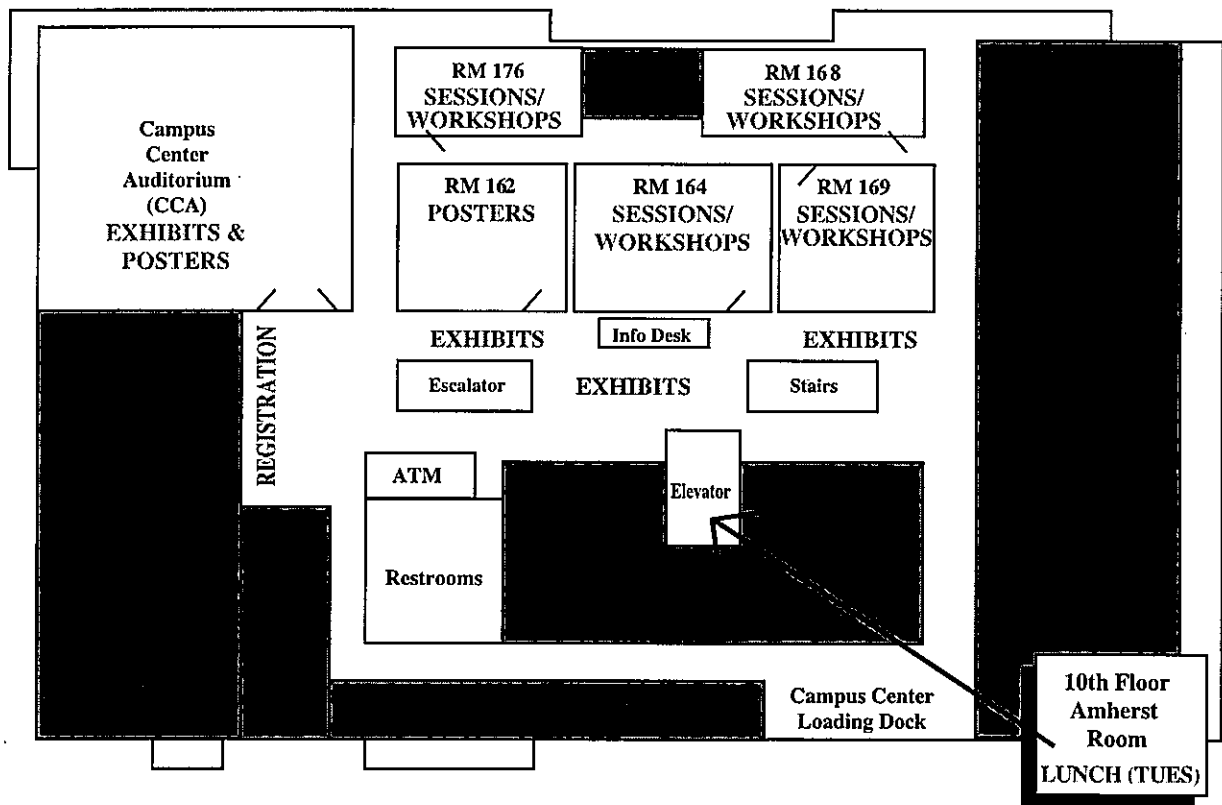 Campus
Center
Auditorium
(CCA)
EXHIBITS &
POSTERS
RM 176
SESSIONS/
WORKSHOPS
RM 168
SESSIONS/
WORKSHOPS
RM 162
POSTERS
RM 164
SESSIONS/
WORKSHOPS
RM 169
SESSIONS/
WORKSHOPS
REGISTRATION
EXHIBITS
Info Desk
EXHIBITS
Escalator
EXHIBITS
Stairs
ATM
Elevator
Restrooms
Campus Center
Loading Dock
10th Floor
Amherst
Room
LUNCH (TUES)